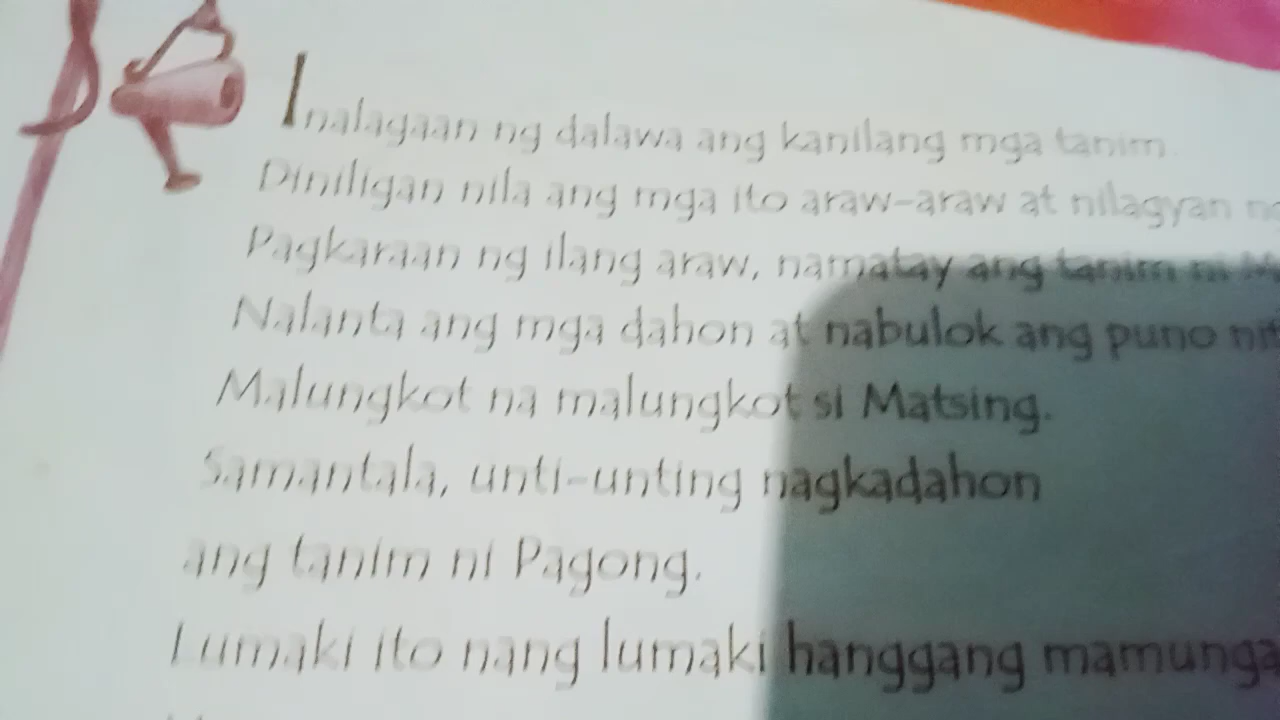 Inalagaan ng dalawa ang kanilang mga tanim.
Diniligan nila ang mga ito araw-araw at nilagyan
Pagkaraan ng ilang araw, namatay ang tanim ni
Nalanta ang mga dahon at nabulok ang puno
Malungkot na malungkot si Matsing.
Samantala, unti-unting nagkadahon
ang tanim ni Pagong.
Lumaki ito nang lumaki hanggang mamunga